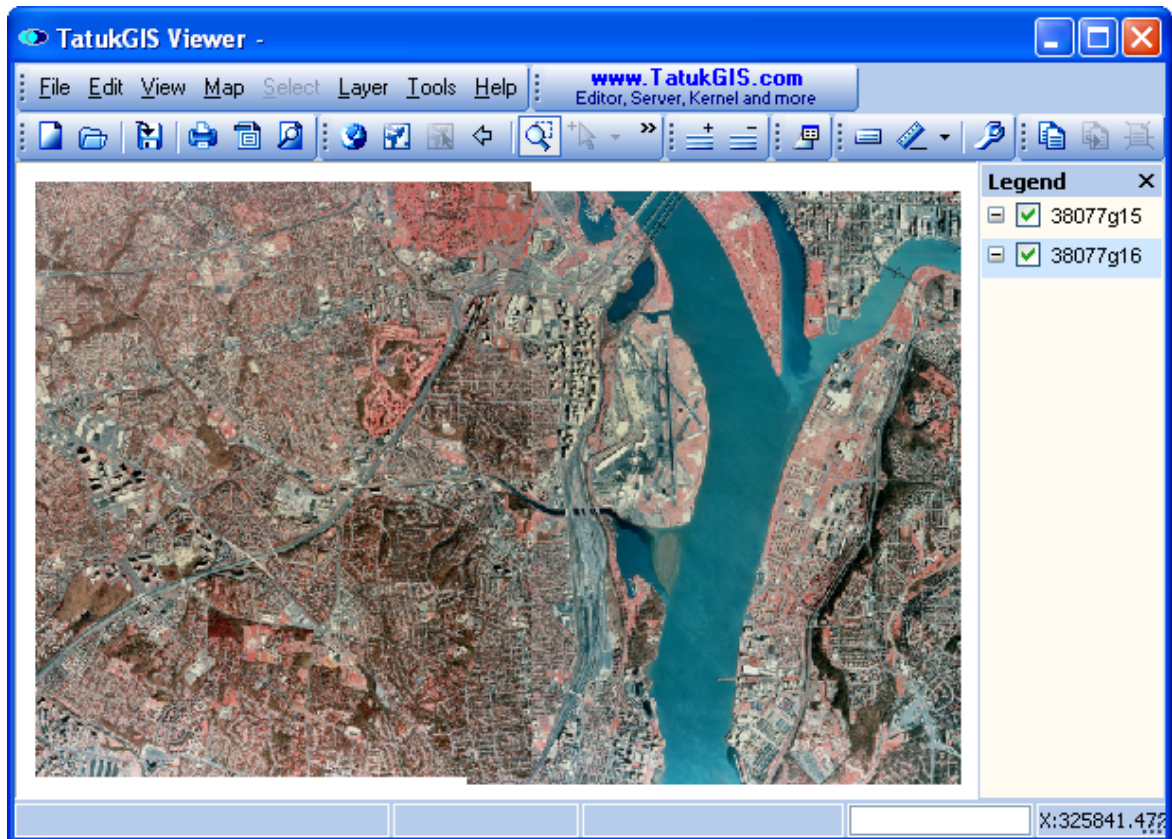 TatukGIS Viewer -
File Edit View Map Select Layer Tools Help
www.TatukGIS.com
Editor, Server, Kernel and more
Legend
38077g15
38077g16
X:325841.472